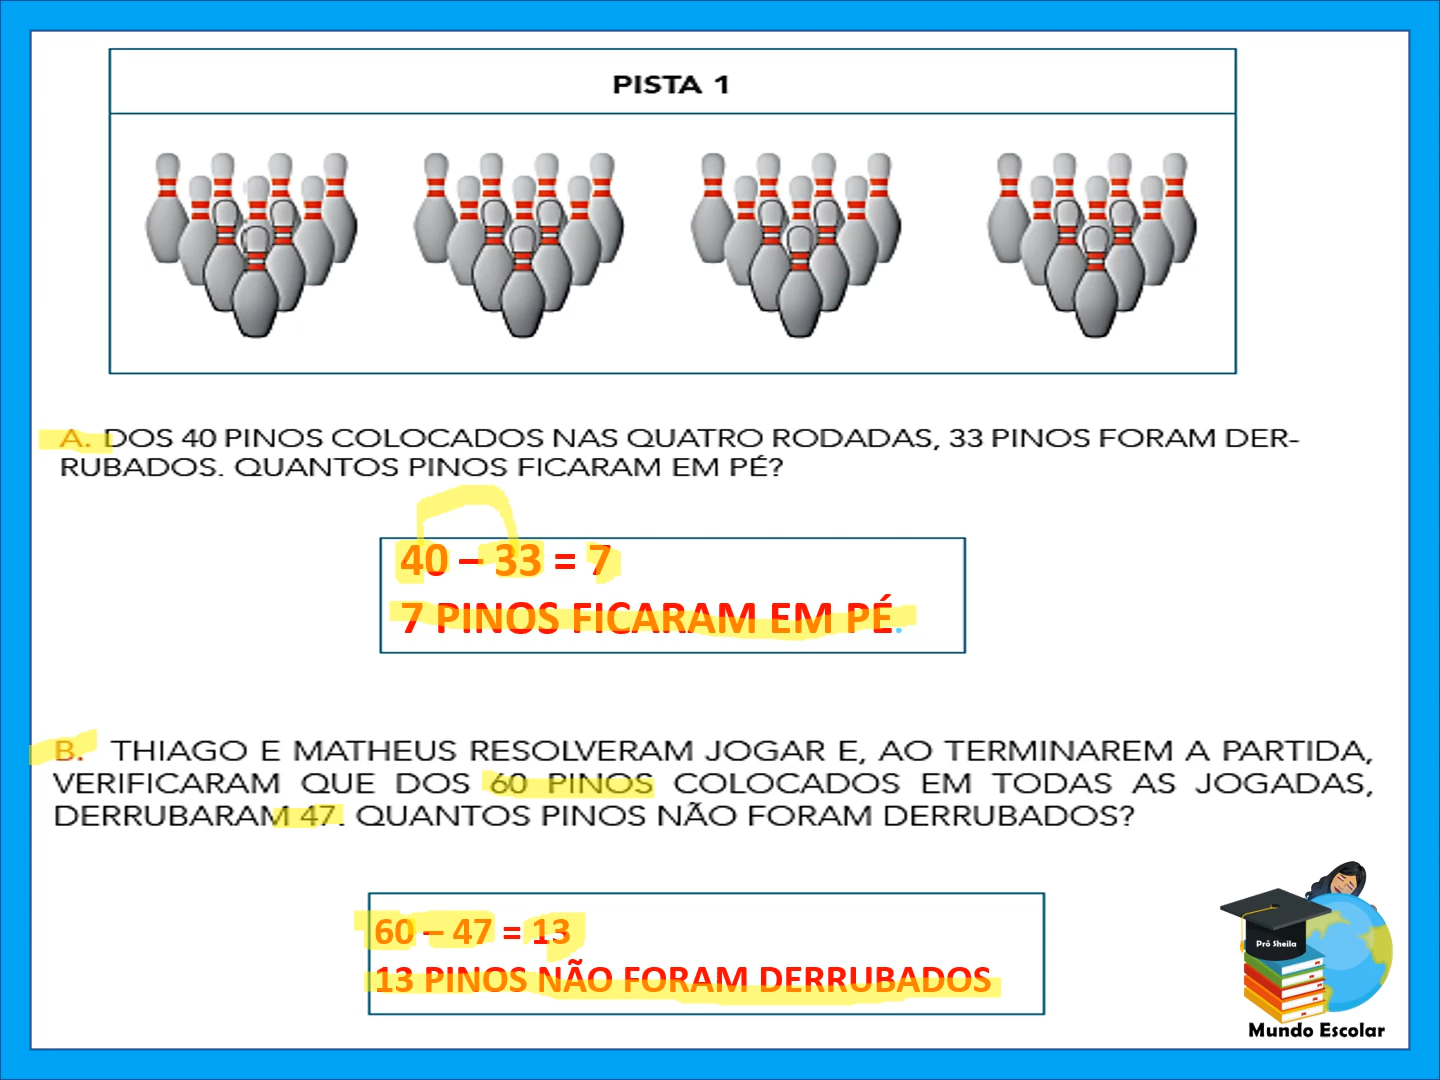 PISTA 1
A. DOS 40 PINOS COLOCADOS NAS QUATRO RODADAS, 33 PINOS FORAM DER-
RUBADOS. QUANTOS PINOS FICARAM EM PÉ?
40 – 33 = 7
7 PINOS FICARAM EM PÉ.
B. THIAGO E MATHEUS RESOLVERAM JOGAR E, AO TERMINAREM A PARTIDA,
VERIFICARAM QUE DOS 60 PINOS COLOCADOS EM TODAS AS JOGADAS,
DERRUBARAM 47. QUANTOS PINOS NÃO FORAM DERRUBADOS?
60 – 47 = 13
13 PINOS NÃO FORAM DERRUBADOS
Prô Sheila
Mundo Escolar